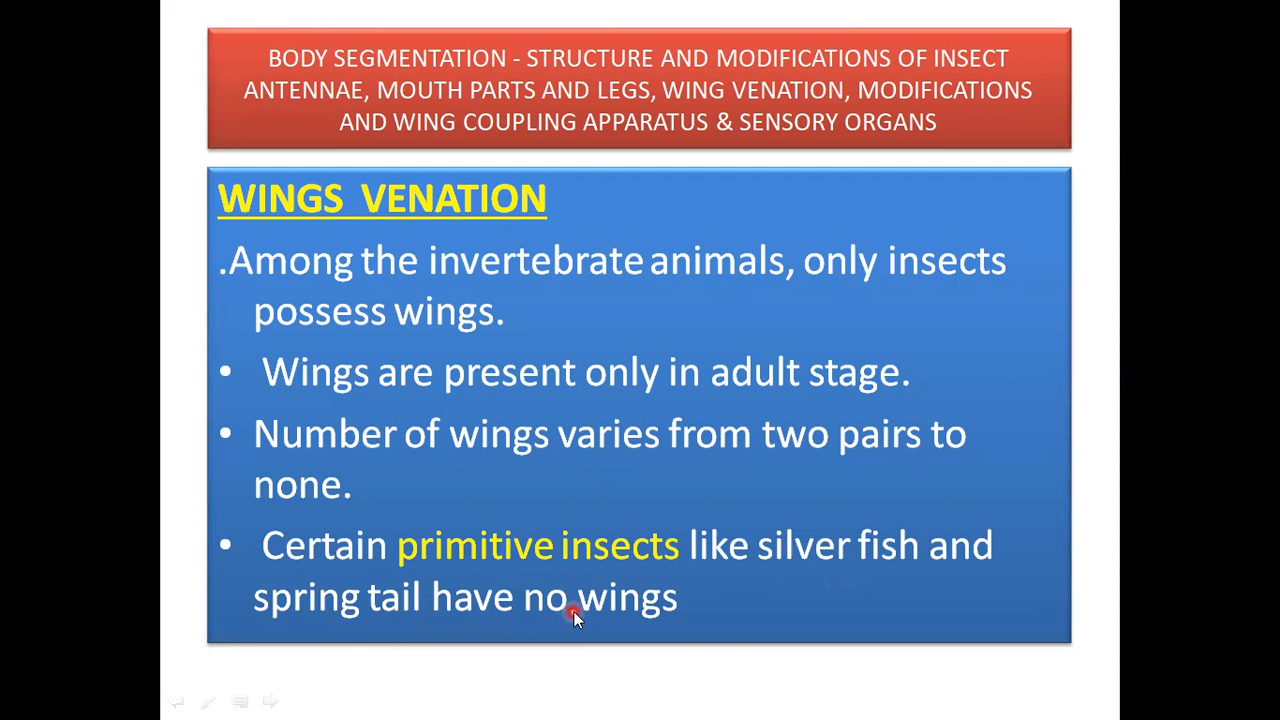 BODY SEGMENTATION - STRUCTURE AND MODIFICATIONS OF INSECT
ANTENNAE, MOUTH PARTS AND LEGS, WING VENATION, MODIFICATIONS
AND WING COUPLING APPARATUS & SENSORY ORGANS
WINGS VENATION
.Among the invertebrate animals, only insects
possess wings.
• Wings are present only in adult stage.
• Number of wings varies from two pairs to
none.
• Certain primitive insects like silver fish and
spring tail have no wings